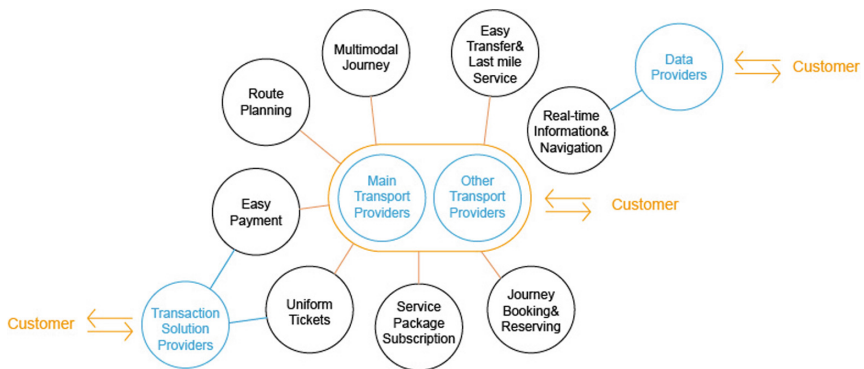 Multimodal
Journey
Easy
Transfer&
Last mile
Service
Data
Providers
Customer
Route
Planning
Real-time
Information&
Navigation
Main
Transport
Providers
Other
Transport
Providers
Customer
Easy
Payment
Transaction
Solution
Providers
Customer
Uniform
Tickets
Service
Package
Subscription
Journey
Booking&
Reserving